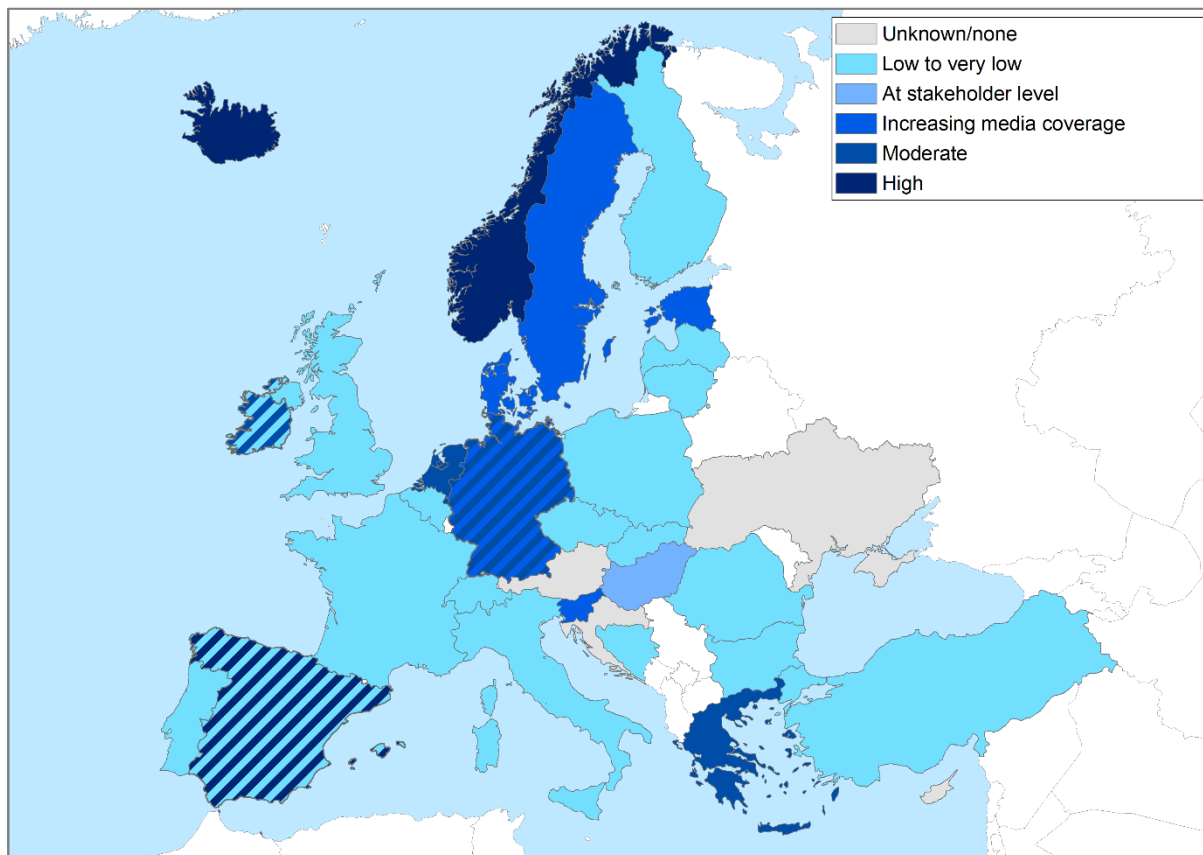 Unknown/none
Low to very low
At stakeholder level
Increasing media coverage
Moderate
High